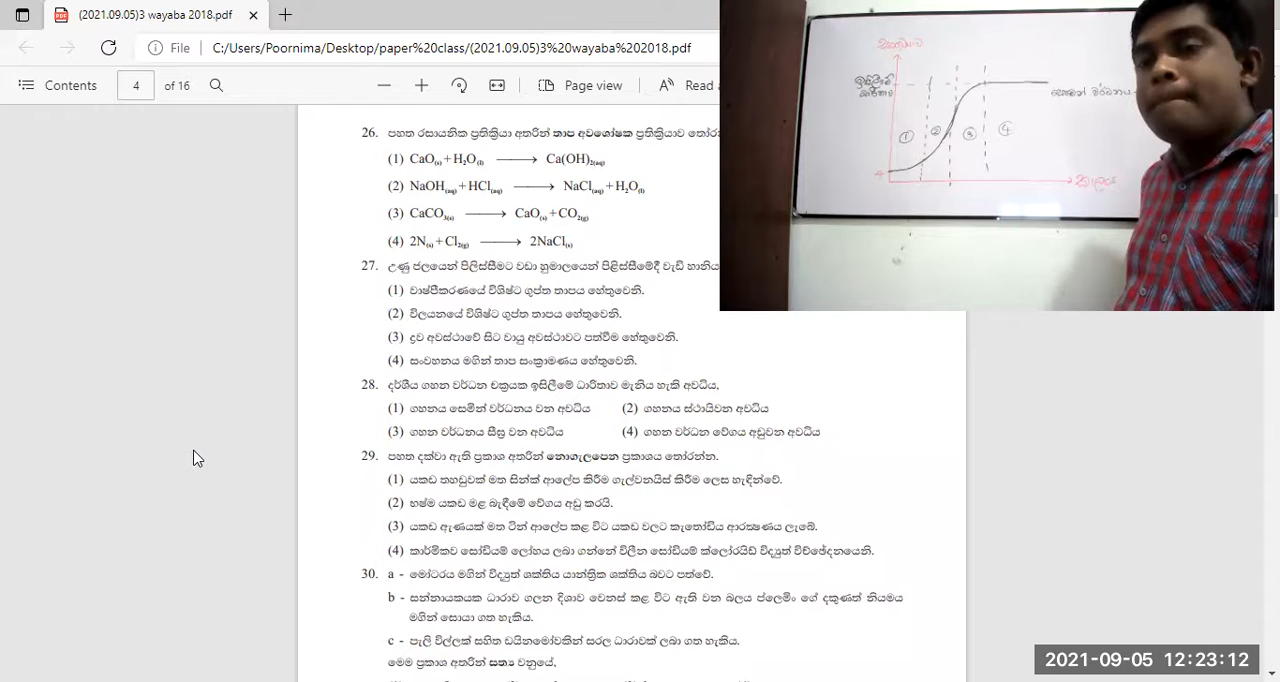 (2021.09.05)3 wayaba 2018.pdf
File C:/Users/Poornima/Desktop/paper%20class/(2021.09.05)3%20wayaba%202018.pdf
Contents 4 of 16 Page view Read
26. පහත රසායනික ප්‍රතික්‍රියා අතරින් තාප අවශෝෂක ප්‍රතික්‍රියාව
(1) CaO(s) + H₂O(l) ⟶ Ca(OH)₂(aq)
(2) NaOH(aq) + HCl(aq) ⟶ NaCl(aq) + H₂O(l)
(3) CaCO₃(s) ⟶ CaO(s) + CO₂(g)
(4) 2N(s) + Cl₂(g) ⟶ 2NaCl(s)
27. උණු ජලයෙන් පිලිස්සීමට වඩා හුමාලයෙන් පිළිස්සීමේදී වැඩි හානිය
(1) වාෂ්පීකරණයේ විශිෂ්ට ගුප්ත තාපය හේතුවෙනි.
(2) විලයනයේ විශිෂ්ට ගුප්ත තාපය හේතුවෙනි.
(3) ද්‍රව අවස්ථාවේ සිට වායු අවස්ථාවට පත්වීම හේතුවෙනි.
(4) සංවහනය මගින් තාප සංක්‍රාමණය හේතුවෙනි.
28. දර්ශීය ගහන වර්ධන චක්‍රයක ඉසිලීමේ ධාරිතාව මැනිය හැකි අවධිය,
(1) ගහනය සෙමින් වර්ධනය වන අවධිය (2) ගහනය ස්ථායිවන අවධිය
(3) ගහන වර්ධනය සීඝ්‍ර වන අවධිය (4) ගහන වර්ධන වේගය අඩුවන අවධිය
29. පහත දක්වා ඇති ප්‍රකාශ අතරින් නොගැලපෙන ප්‍රකාශය තෝරන්න.
(1) යකඩ තහඩුවක් මත සින්ක් ආලේප කිරීම ගැල්වනයිස් කිරීම ලෙස හැඳින්වේ.
(2) භෂ්ම යකඩ මළ බැඳීමේ වේගය අඩු කරයි.
(3) යකඩ ඇණයක් මත ටින් ආලේප කළ විට යකඩ වලට කැතෝඩිය ආරක්‍ෂණය ලැබේ.
(4) කාර්මිකව සෝඩියම් ලෝහය ලබා ගන්නේ විලීන සෝඩියම් ක්ලෝරයිඩ් විද්‍යුත් විච්ඡේදනයෙනි.
30. a - මෝටරය මගින් විද්‍යුත් ශක්තිය යාන්ත්‍රික ශක්තිය බවට පත්වේ.
b - සන්නායකයක ධාරාව ගලන දිශාව වෙනස් කළ විට ඇති වන බලය ප්ලෙමිං ගේ දකුණත් නියමය
මගින් සොයා ගත හැකිය.
c - පැලි විල්ලක් සහිත ඩයිනමෝවකින් සරල ධාරාවක් ලබා ගත හැකිය.
මෙම ප්‍රකාශ අතරින් සත්‍ය වනුයේ,
ඉසිලීමේ
ධාරිතාව
① ② ③ ④
කාලය
2021-09-05 12:23:12